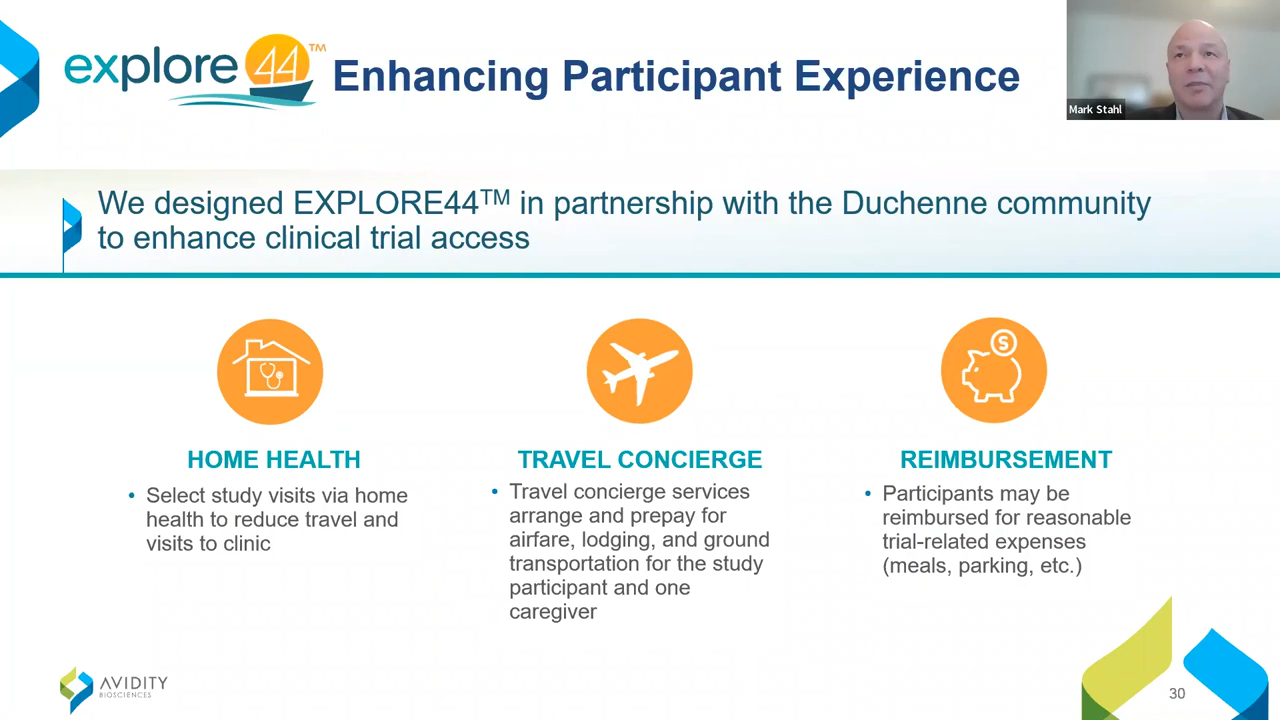 explore 44™ Enhancing Participant Experience
Mark Stahl
We designed EXPLORE44™ in partnership with the Duchenne community
to enhance clinical trial access
HOME HEALTH
• Select study visits via home
health to reduce travel and
visits to clinic
TRAVEL CONCIERGE
• Travel concierge services
arrange and prepay for
airfare, lodging, and ground
transportation for the study
participant and one
caregiver
$
REIMBURSEMENT
• Participants may be
reimbursed for reasonable
trial-related expenses
(meals, parking, etc.)
AVIDITY
BIOSCIENCES
30